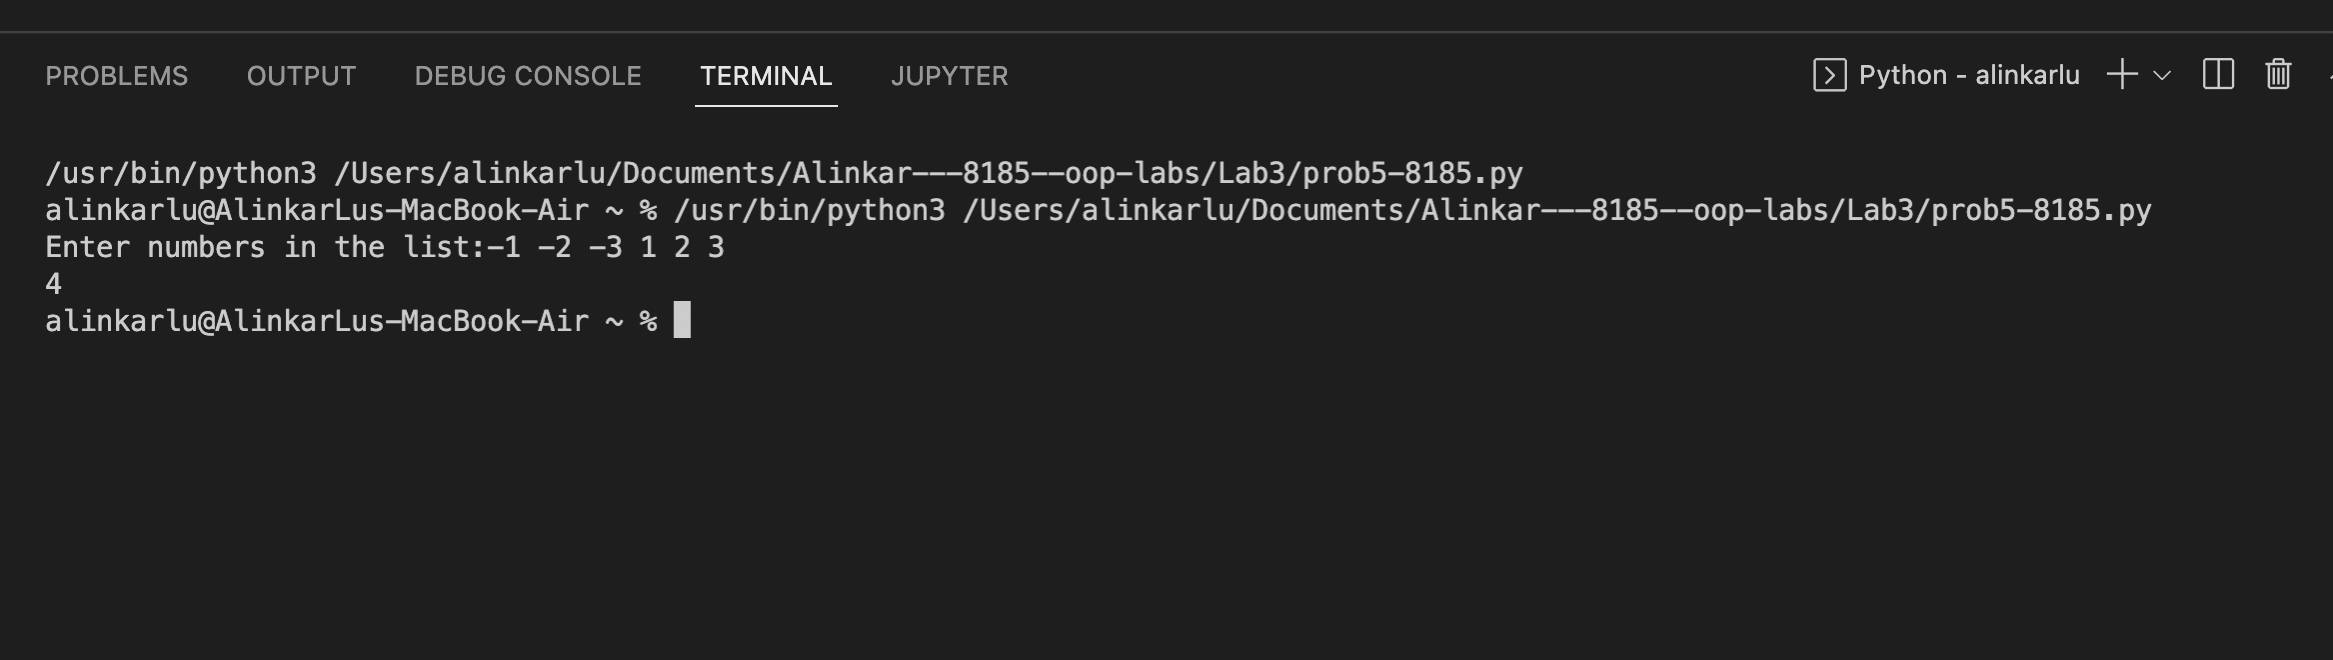 PROBLEMS OUTPUT DEBUG CONSOLE TERMINAL JUPYTER Python - alinkarlu
/usr/bin/python3 /Users/alinkarlu/Documents/Alinkar---8185--oop-labs/Lab3/prob5-8185.py
alinkarlu@AlinkarLus-MacBook-Air ~ % /usr/bin/python3 /Users/alinkarlu/Documents/Alinkar---8185--oop-labs/Lab3/prob5-8185.py
Enter numbers in the list:-1 -2 -3 1 2 3
4
alinkarlu@AlinkarLus-MacBook-Air ~ %